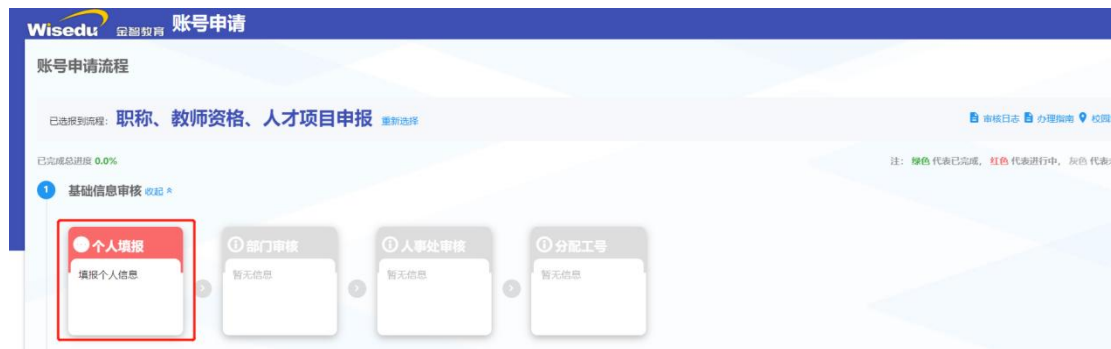 Wisedu 金智教育 账号申请
账号申请流程
已选报到流程: 职称、教师资格、人才项目申报 重新选择
审核日志 办理指南 校园
已完成总进度 0.0%
注： 绿色 代表已完成， 红色 代表进行中， 灰色 代表
1 基础信息审核 收起
个人填报 部门审核 人事处审核 分配工号
填报个人信息 暂无信息 暂无信息 暂无信息